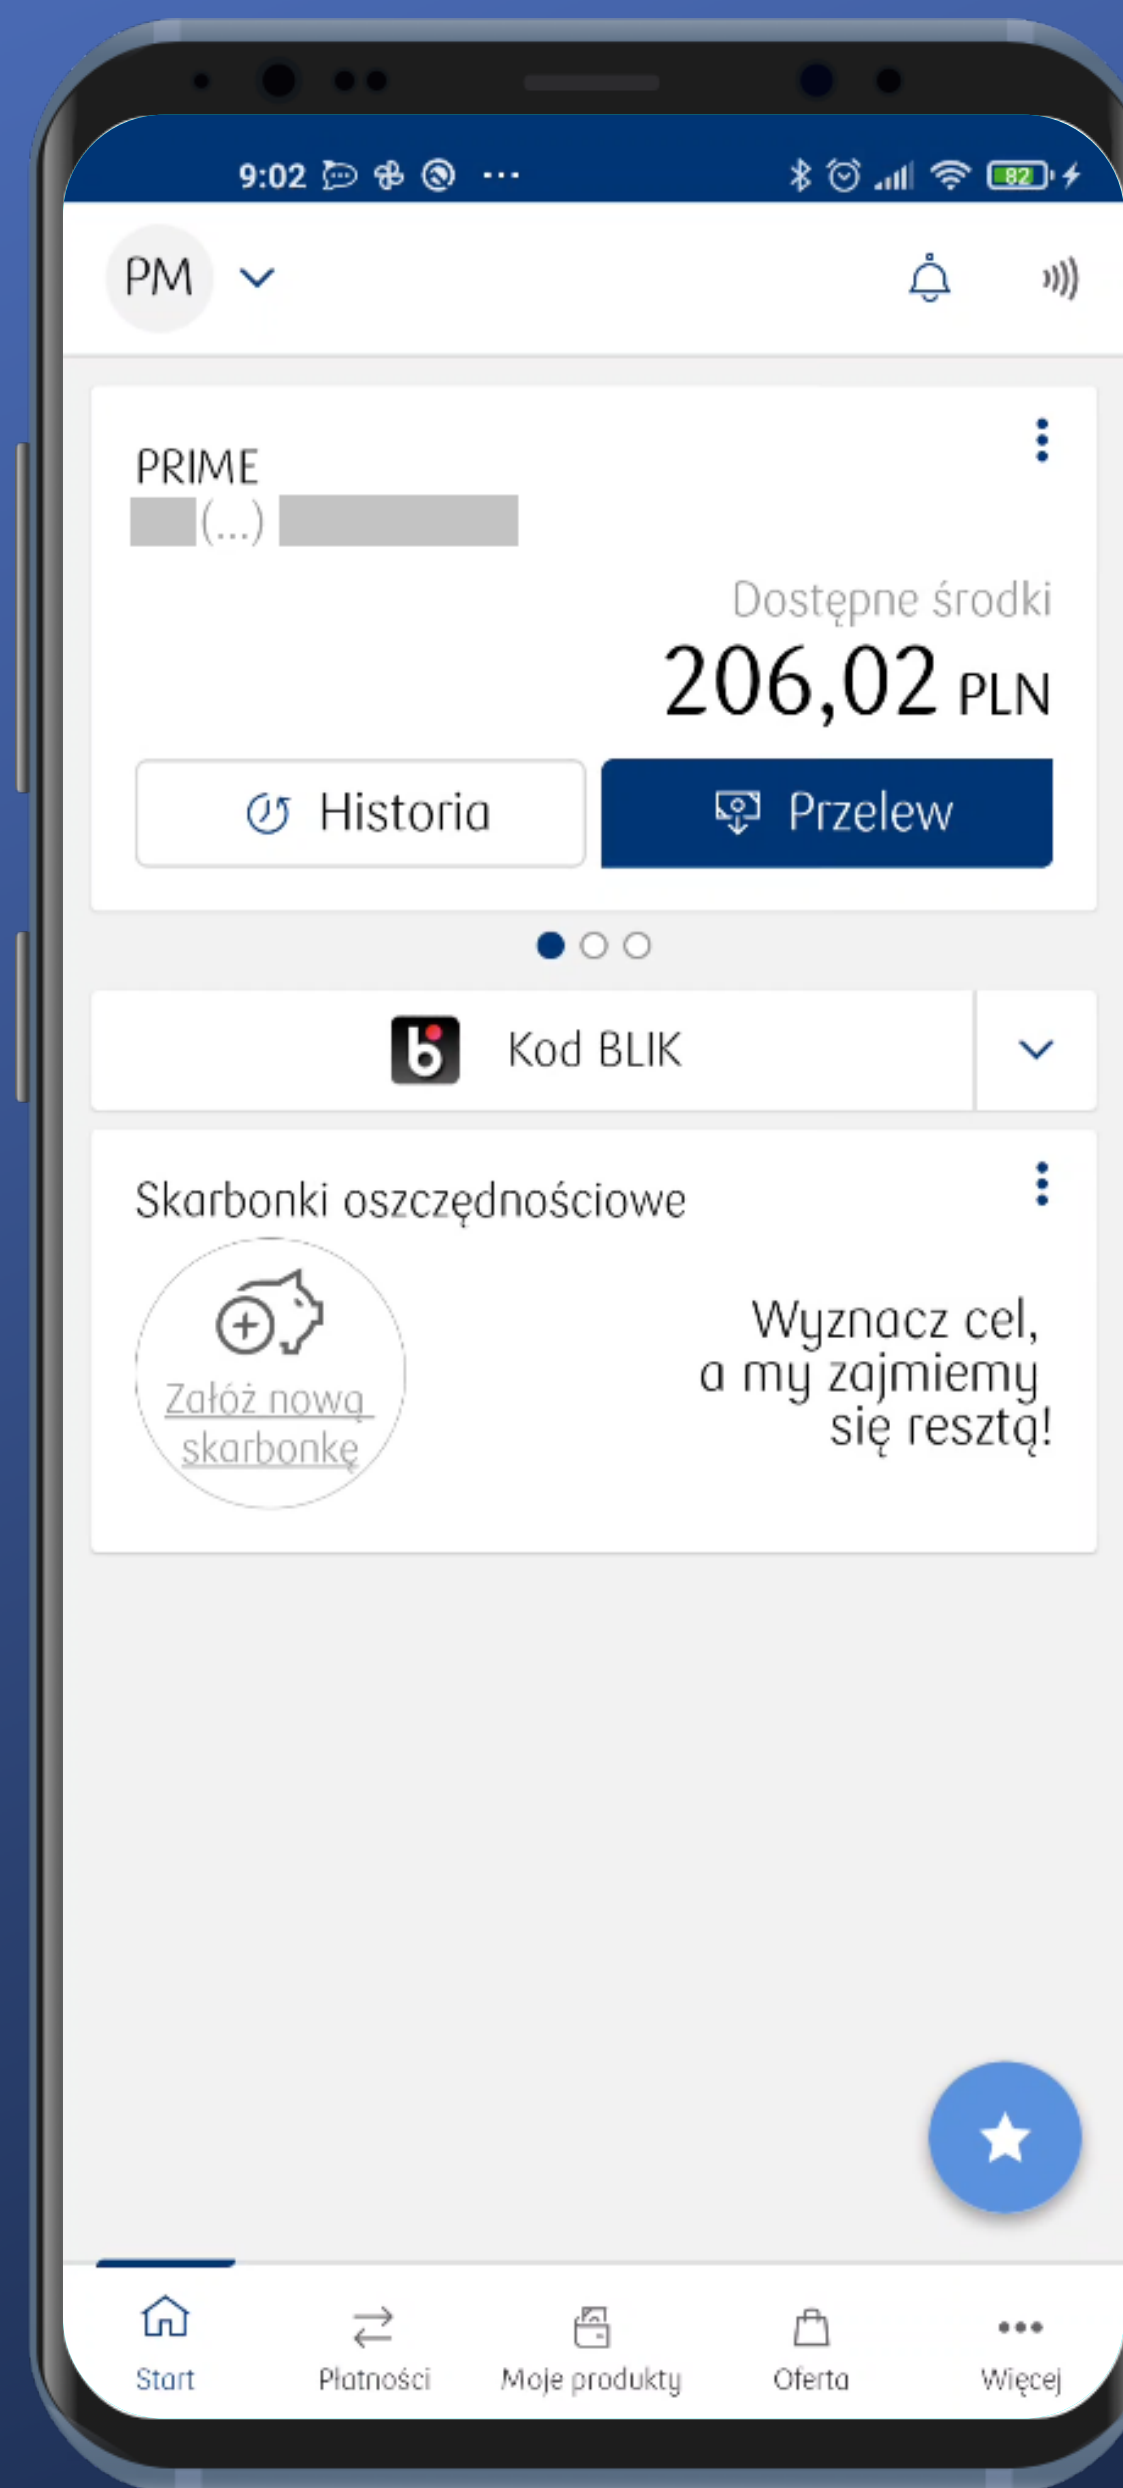 9:02
82
PM
PRIME
(...)
Dostępne środki
206,02 PLN
Historia
Przelew
Kod BLIK
Skarbonki oszczędnościowe
Załóż nową
skarbonkę
Wyznacz cel,
a my zajmiemy
się resztą!
Start
Płatności
Moje produkty
Oferta
Więcej